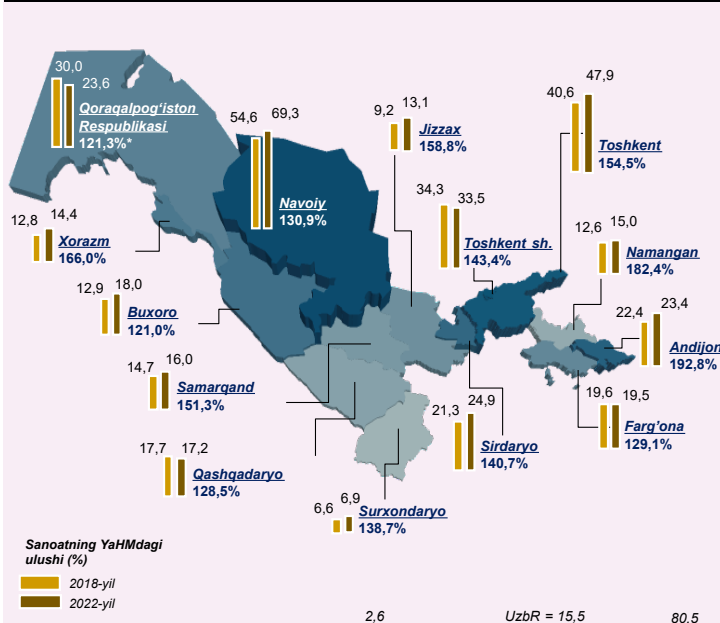 30,0
23,6
Qoraqalpog‘iston
Respublikasi
121,3%*
54,6
69,3
Navoiy
130,9%
9,2
13,1
Jizzax
158,8%
40,6
47,9
Toshkent
154,5%
34,3
33,5
Toshkent sh.
143,4%
12,8
14,4
Xorazm
166,0%
12,6
15,0
Namangan
182,4%
12,9
18,0
Buxoro
121,0%
22,4
23,4
Andijon
192,8%
14,7
16,0
Samarqand
151,3%
19,6
19,5
Farg‘ona
129,1%
21,3
24,9
Sirdaryo
140,7%
17,7
17,2
Qashqadaryo
128,5%
6,6
6,9
Surxondaryo
138,7%
Sanoatning YaHMdagi
ulushi (%)
2018-yil
2022-yil
2,6
UzbR = 15,5
80,5